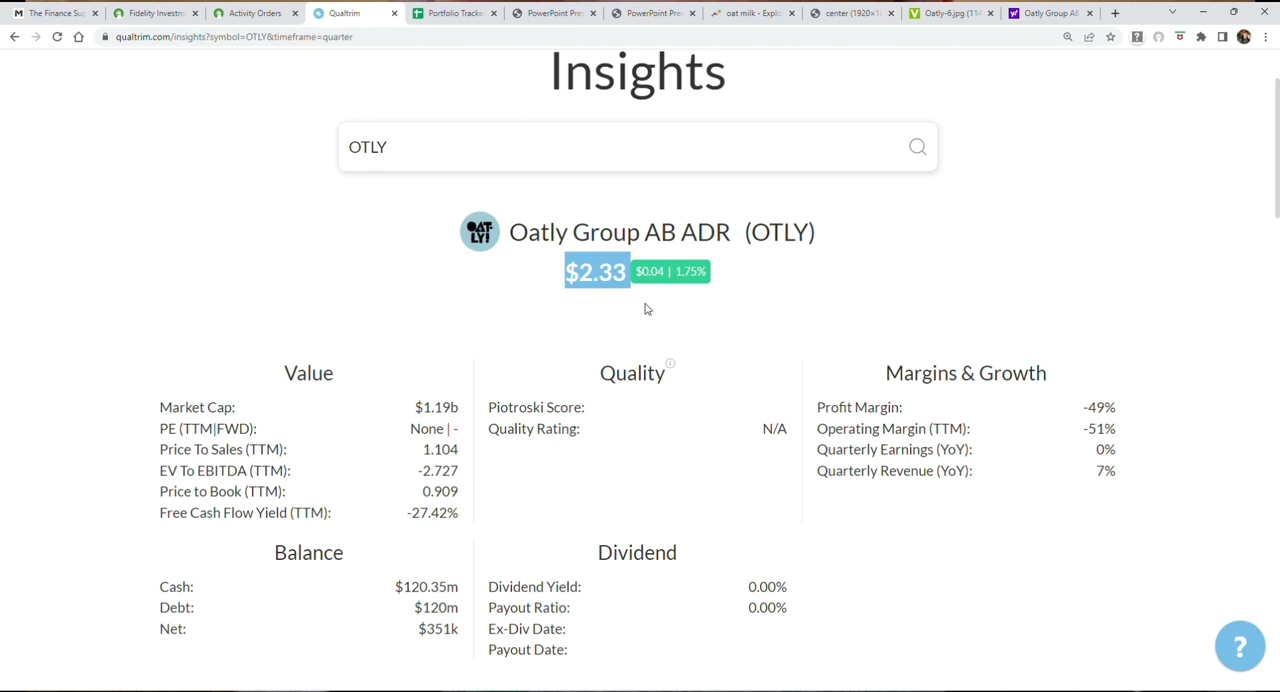 The Finance Sup
Fidelity Investm
Activity Orders
Qualtrim
Portfolio Tracke
PowerPoint Pres
PowerPoint Pres
oat milk - Explo
center (1920×10
Oatly-6.jpg (114
Oatly Group AB
qualtrim.com/insights?symbol=OTLY&timeframe=quarter
Insights
OTLY
OAT-LY!
Oatly Group AB ADR (OTLY)
$2.33 $0.04 | 1.75%
Value
Market Cap: $1.19b
PE (TTM|FWD): None | -
Price To Sales (TTM): 1.104
EV To EBITDA (TTM): -2.727
Price to Book (TTM): 0.909
Free Cash Flow Yield (TTM): -27.42%
Quality
Piotroski Score:
Quality Rating: N/A
Margins & Growth
Profit Margin: -49%
Operating Margin (TTM): -51%
Quarterly Earnings (YoY): 0%
Quarterly Revenue (YoY): 7%
Balance
Cash: $120.35m
Debt: $120m
Net: $351k
Dividend
Dividend Yield: 0.00%
Payout Ratio: 0.00%
Ex-Div Date:
Payout Date:
?